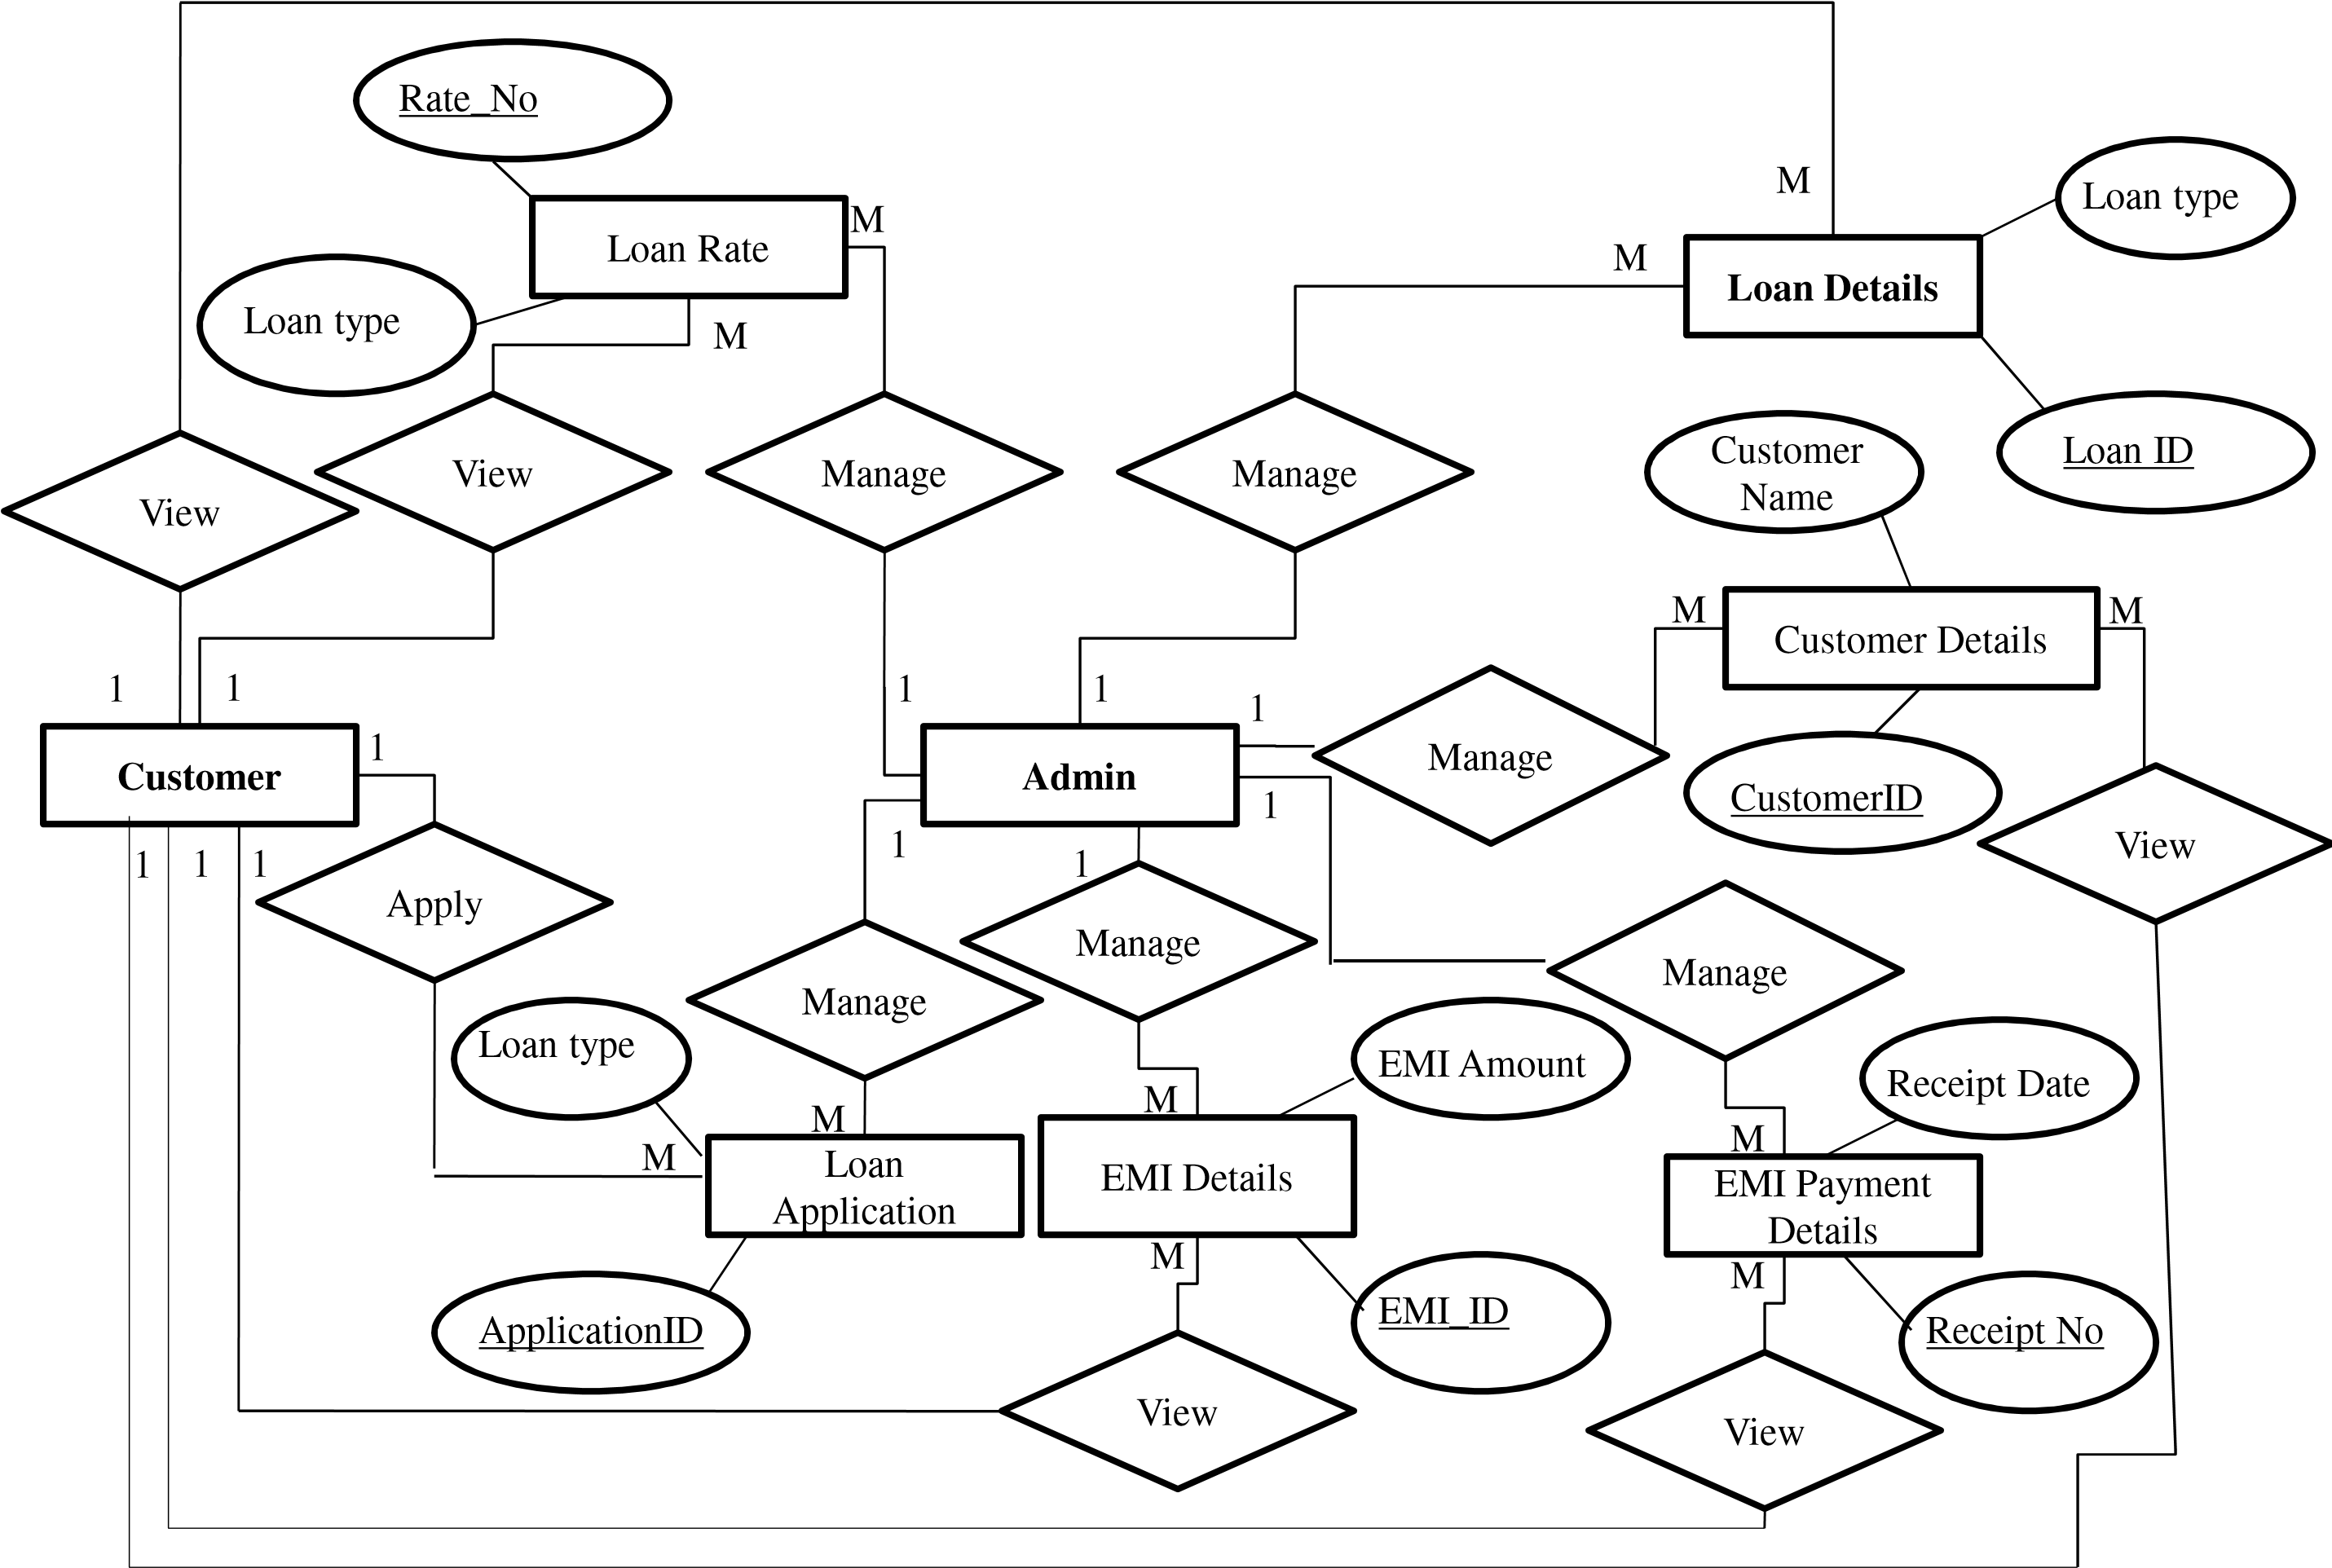 Rate_No
M
Loan type
M
Loan Rate
M
Loan Details
Loan type
M
Customer
Name
Loan ID
View
View
Manage
Manage
M
Customer Details
M
1
1
1
1
1
Customer
1
Admin
Manage
CustomerID
1
View
1
1
1
1
1
Apply
Manage
Manage
Manage
Loan type
EMI Amount
Receipt Date
M
M
M
M
Loan
Application
EMI Details
EMI Payment
Details
M
M
ApplicationID
EMI_ID
Receipt No
View
View